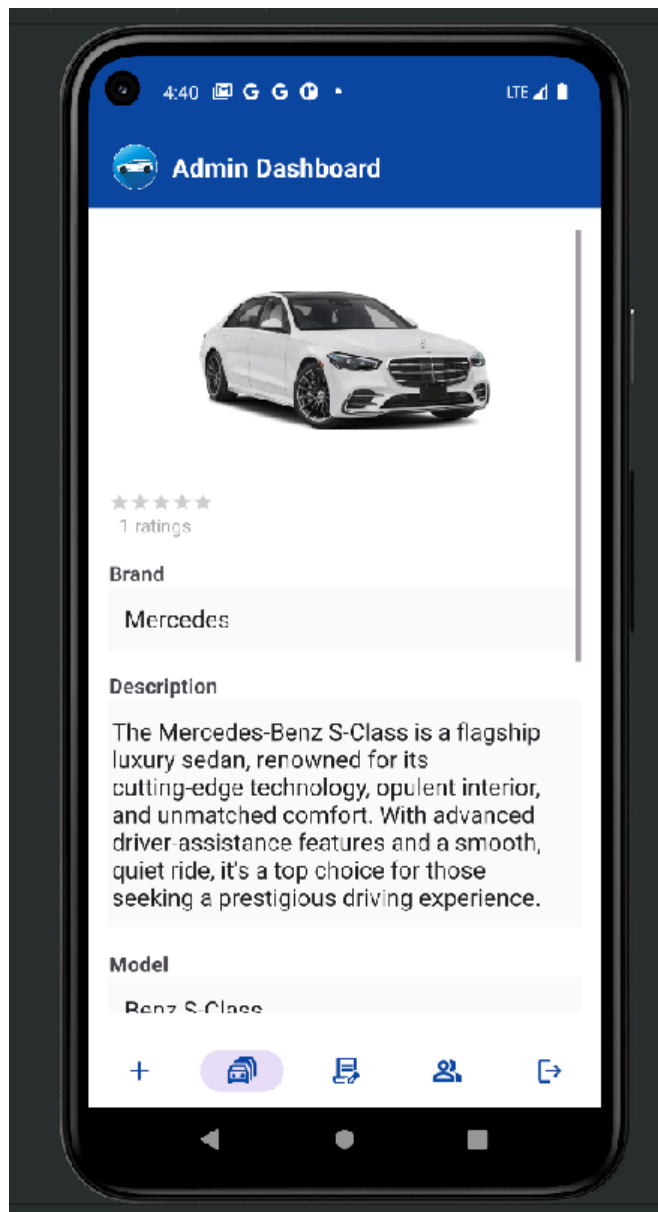 4:40
G G
LTE
Admin Dashboard
1 ratings
Brand
Mercedes
Description
The Mercedes-Benz S-Class is a flagship
luxury sedan, renowned for its
cutting-edge technology, opulent interior,
and unmatched comfort. With advanced
driver-assistance features and a smooth,
quiet ride, it's a top choice for those
seeking a prestigious driving experience.
Model
Benz S-Class